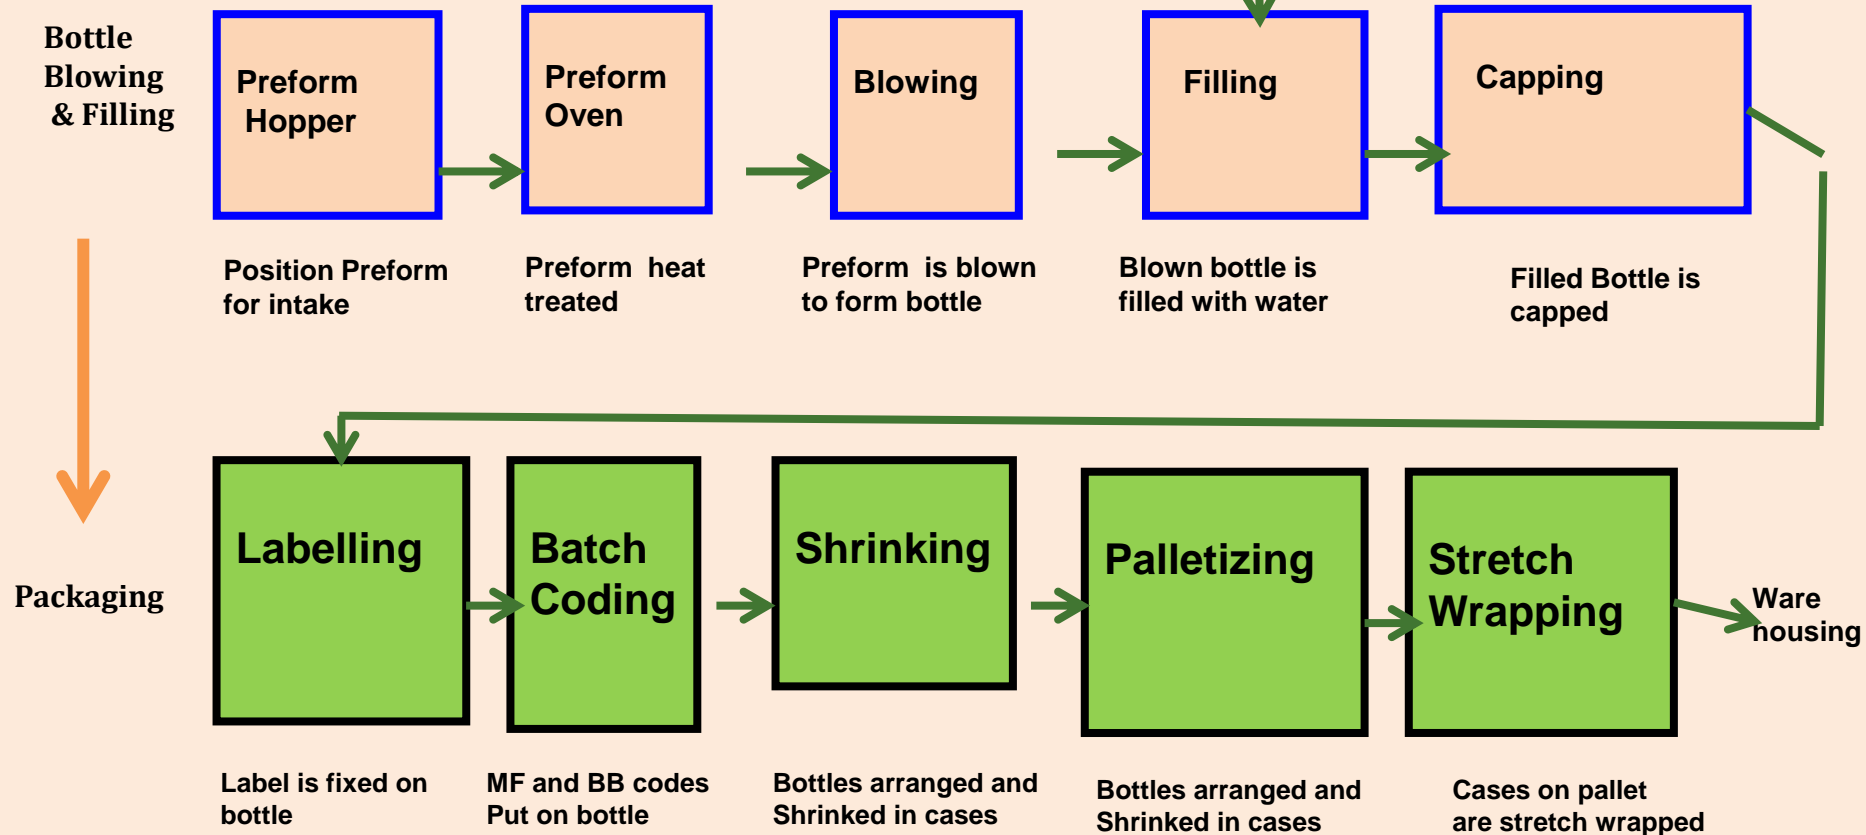 Bottle
Blowing
& Filling
Preform
Hopper
Preform
Oven
Blowing
Filling
Capping
Position Preform
for intake
Preform heat
treated
Preform is blown
to form bottle
Blown bottle is
filled with water
Filled Bottle is
capped
Packaging
Labelling
Batch
Coding
Shrinking
Palletizing
Stretch
Wrapping
Ware
housing
Label is fixed on
bottle
MF and BB codes
Put on bottle
Bottles arranged and
Shrinked in cases
Bottles arranged and
Shrinked in cases
Cases on pallet
are stretch wrapped